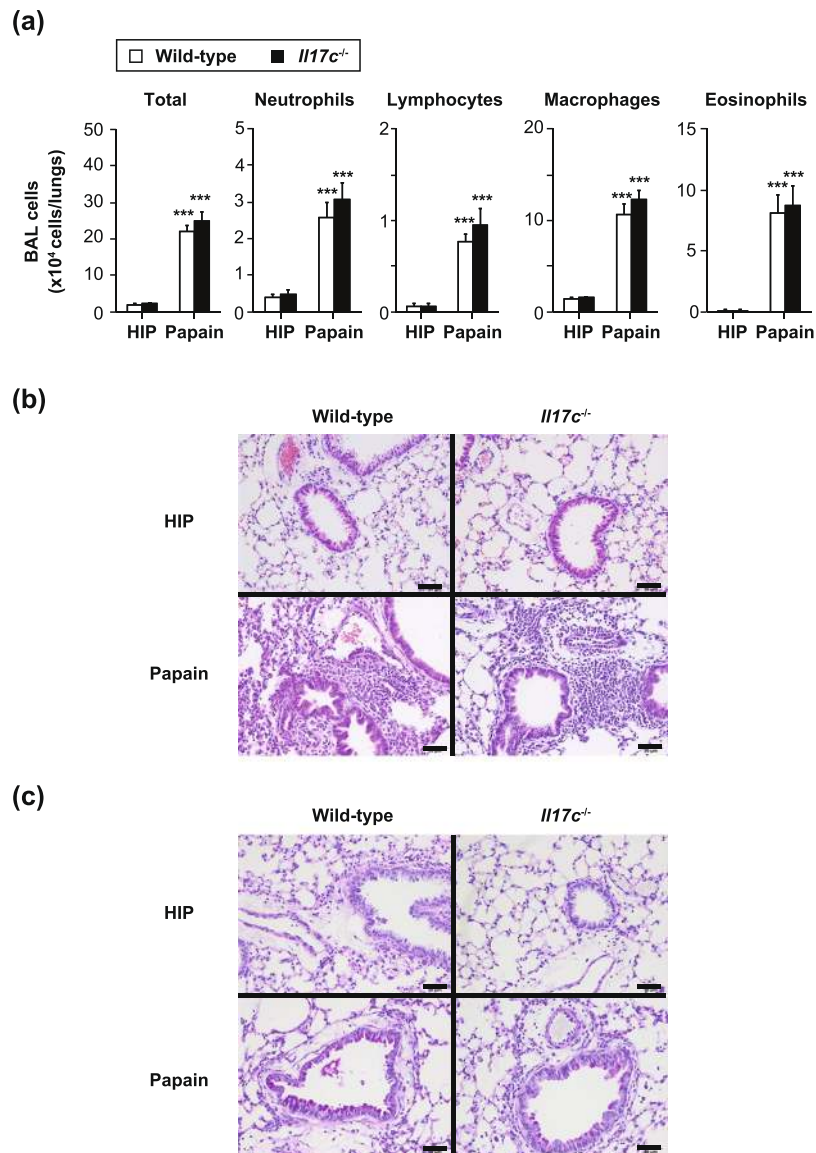 (a)
Wild-type Il17c-/-
Total Neutrophils Lymphocytes Macrophages Eosinophils
BAL cells
(x10⁴ cells/lungs)
50
40
30
20
10
0
***
***
HIP Papain
5
4
3
2
1
0
***
***
HIP Papain
2
1
0
***
***
HIP Papain
20
10
0
***
***
HIP Papain
15
10
5
0
***
***
HIP Papain
(b)
Wild-type Il17c-/-
HIP
Papain
(c)
Wild-type Il17c-/-
HIP
Papain